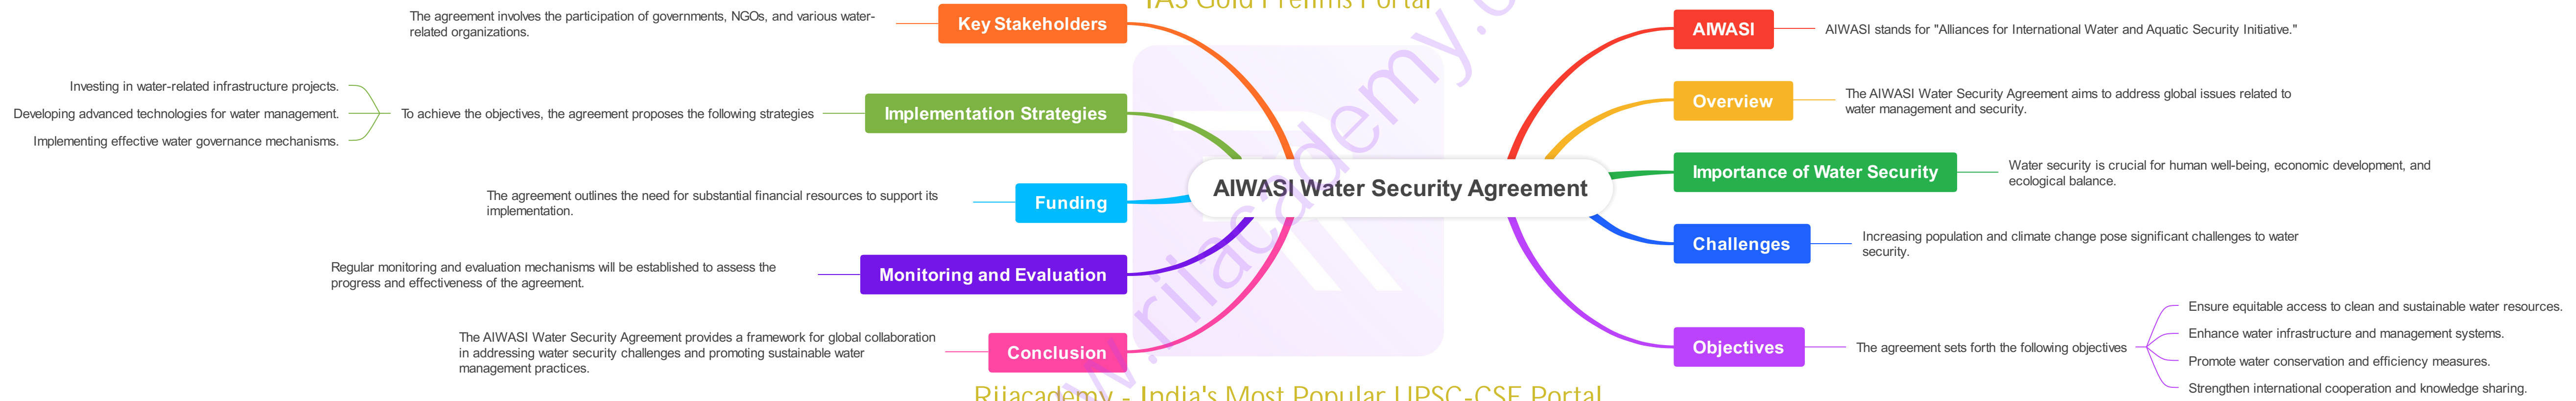 IAS Gold Prelims Portal
AIWASI Water Security Agreement
AIWASI
AIWASI stands for "Alliances for International Water and Aquatic Security Initiative."
Overview
The AIWASI Water Security Agreement aims to address global issues related to
water management and security.
Importance of Water Security
Water security is crucial for human well-being, economic development, and
ecological balance.
Challenges
Increasing population and climate change pose significant challenges to water
security.
Objectives
The agreement sets forth the following objectives
Ensure equitable access to clean and sustainable water resources.
Enhance water infrastructure and management systems.
Promote water conservation and efficiency measures.
Strengthen international cooperation and knowledge sharing.
Key Stakeholders
The agreement involves the participation of governments, NGOs, and various water-
related organizations.
Implementation Strategies
To achieve the objectives, the agreement proposes the following strategies
Investing in water-related infrastructure projects.
Developing advanced technologies for water management.
Implementing effective water governance mechanisms.
Funding
The agreement outlines the need for substantial financial resources to support its
implementation.
Monitoring and Evaluation
Regular monitoring and evaluation mechanisms will be established to assess the
progress and effectiveness of the agreement.
Conclusion
The AIWASI Water Security Agreement provides a framework for global collaboration
in addressing water security challenges and promoting sustainable water
management practices.
Rijacademy - India's Most Popular UPSC-CSE Portal